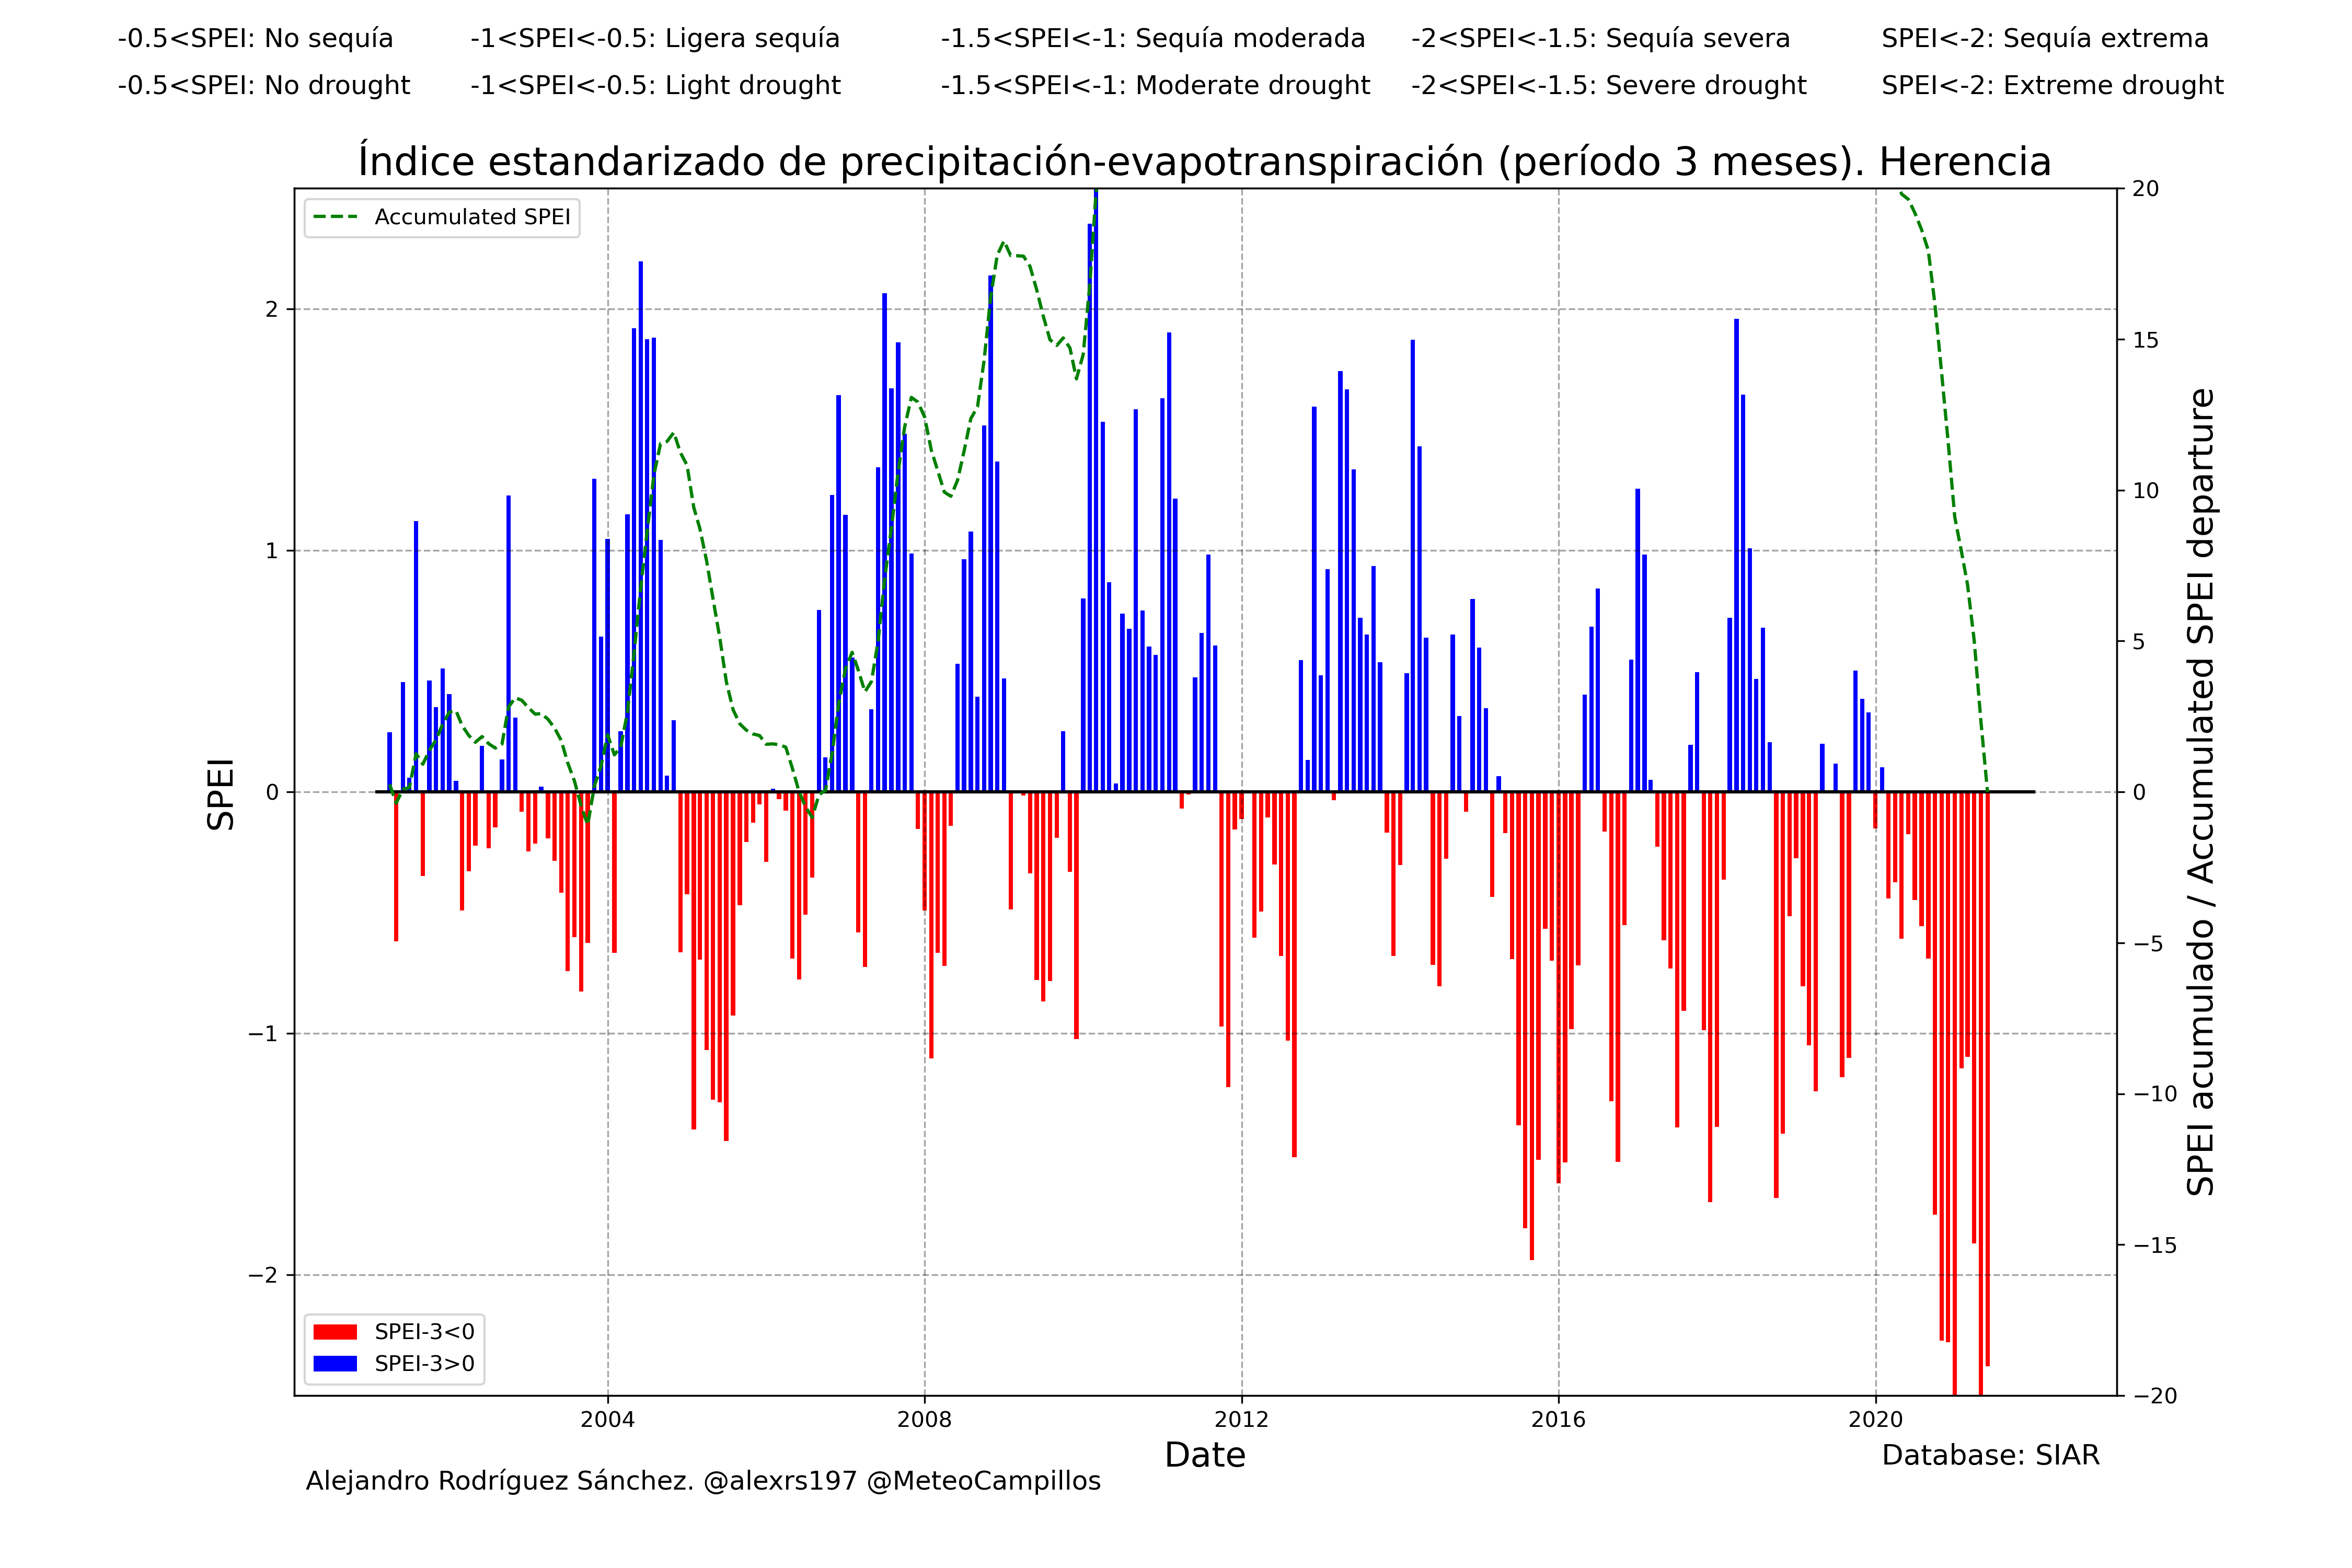 -0.5<SPEI: No sequía -1<SPEI<-0.5: Ligera sequía -1.5<SPEI<-1: Sequía moderada -2<SPEI<-1.5: Sequía severa SPEI<-2: Sequía extrema
-0.5<SPEI: No drought -1<SPEI<-0.5: Light drought -1.5<SPEI<-1: Moderate drought -2<SPEI<-1.5: Severe drought SPEI<-2: Extreme drought
Índice estandarizado de precipitación-evapotranspiración (período 3 meses). Herencia
Accumulated SPEI
SPEI
2
1
0
−1
−2
20
15
10
5
0
−5
−10
−15
−20
SPEI acumulado / Accumulated SPEI departure
SPEI-3<0
SPEI-3>0
2004 2008 2012 2016 2020
Date
Database: SIAR
Alejandro Rodríguez Sánchez. @alexrs197 @MeteoCampillos